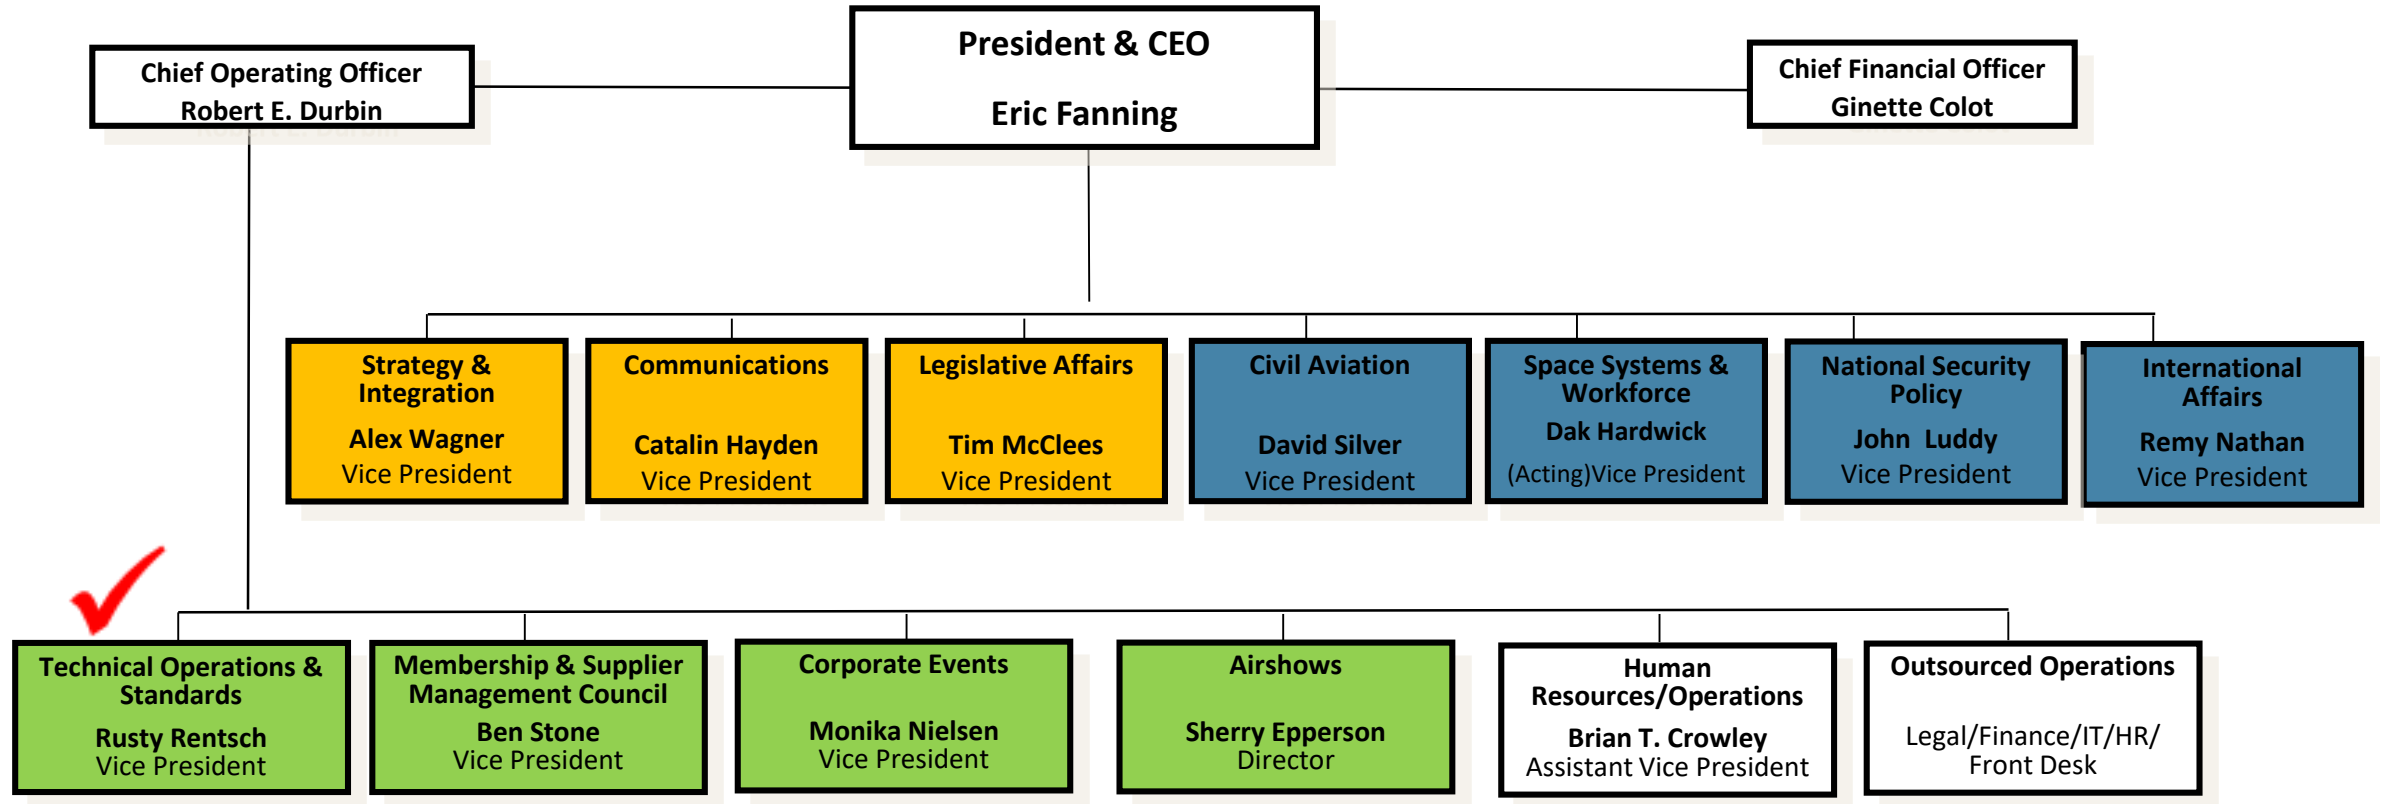 President & CEO
Eric Fanning
Chief Operating Officer
Robert E. Durbin
Chief Financial Officer
Ginette Colot
Strategy &
Integration
Alex Wagner
Vice President
Communications
Catalin Hayden
Vice President
Legislative Affairs
Tim McClees
Vice President
Civil Aviation
David Silver
Vice President
Space Systems &
Workforce
Dak Hardwick
(Acting)Vice President
National Security
Policy
John  Luddy
Vice President
International
Affairs
Remy Nathan
Vice President
Technical Operations &
Standards
Rusty Rentsch
Vice President
Membership & Supplier
Management Council
Ben Stone
Vice President
Corporate Events
Monika Nielsen
Vice President
Airshows
Sherry Epperson
Director
Human
Resources/Operations
Brian T. Crowley
Assistant Vice President
Outsourced Operations
Legal/Finance/IT/HR/
Front Desk